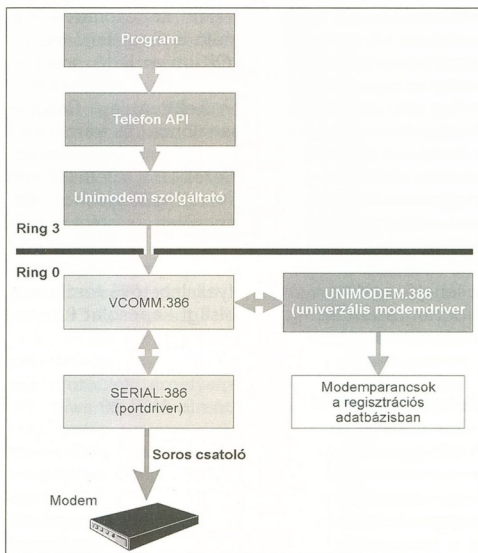 Program
Telefon API
Unimodem szolgáltató
Ring 3
Ring 0
VCOMM.386
UNIMODEM.386
(univerzális modemdriver
SERIAL.386
(portdriver)
Modemparancsok
a regisztrációs
adatbázisban
Soros csatoló
Modem